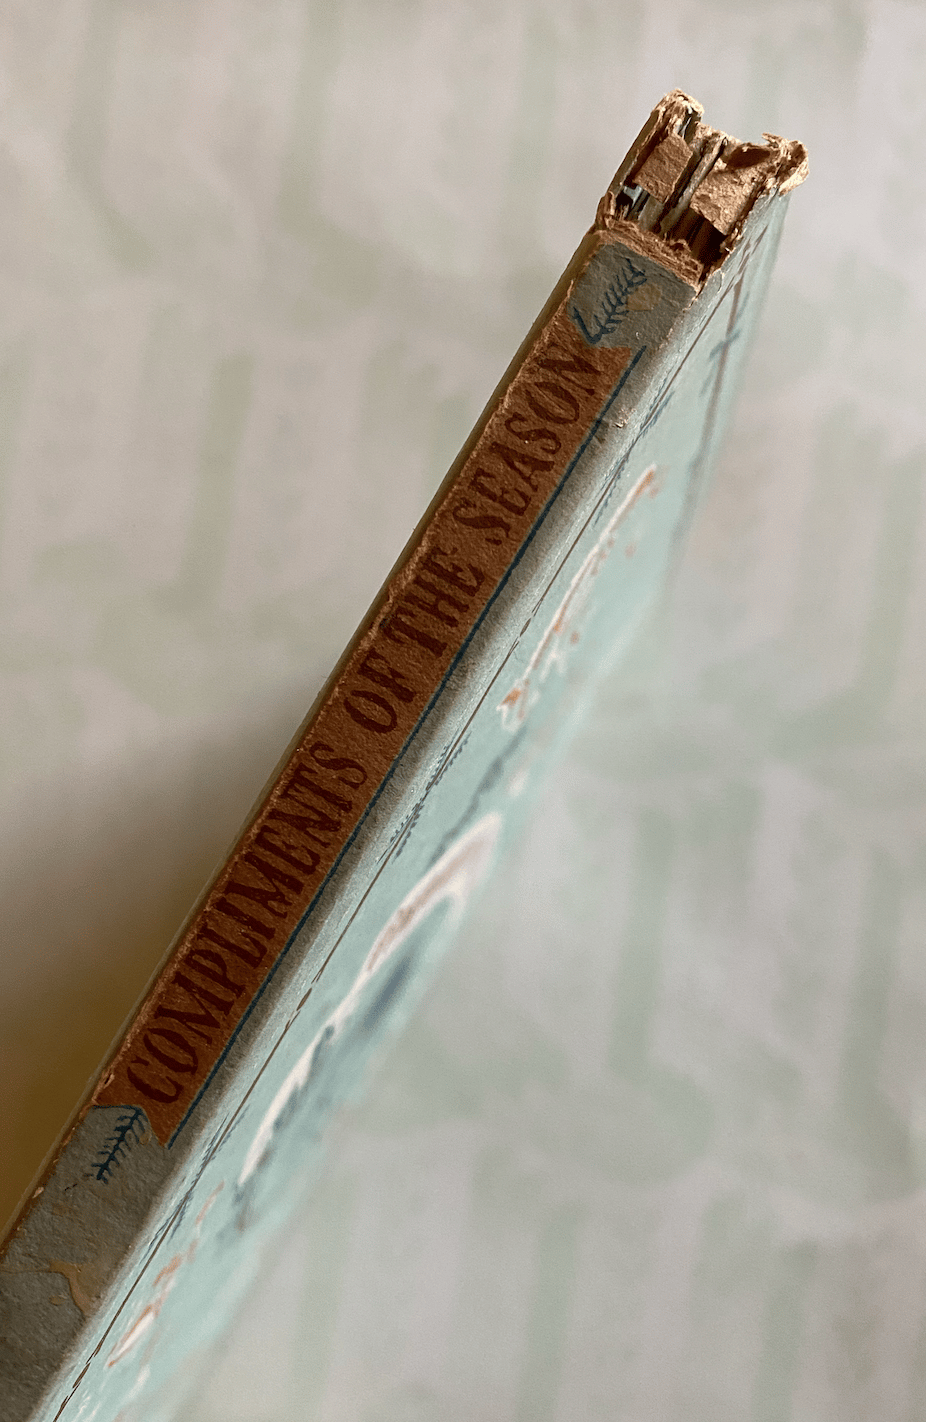 COMPLIMENTS OF THE SEASON